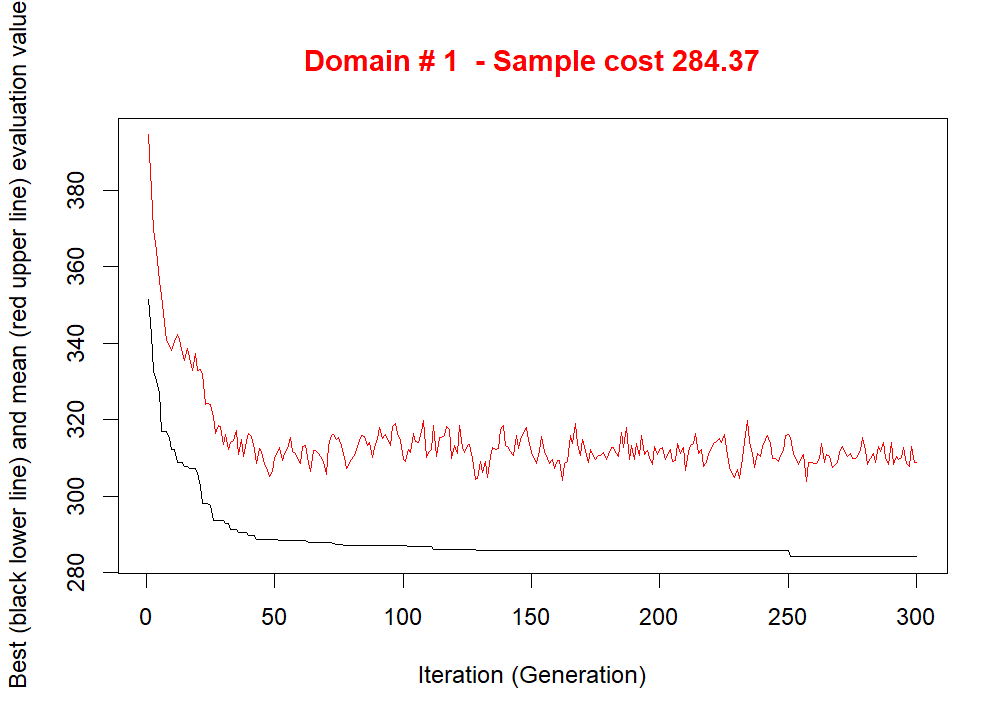 Domain # 1  - Sample cost 284.37
Best (black lower line) and mean (red upper line) evaluation value
380
360
340
320
300
280
0 50 100 150 200 250 300
Iteration (Generation)